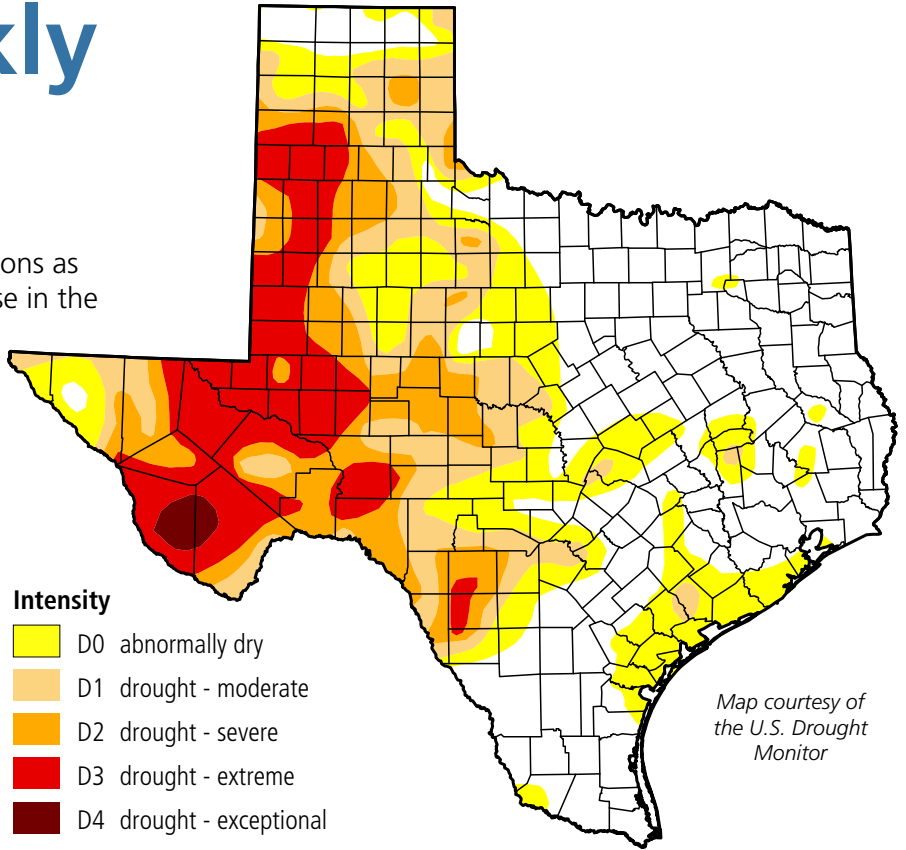 kly
ons as
se in the
Intensity
D0 abnormally dry
D1 drought - moderate
D2 drought - severe
D3 drought - extreme
D4 drought - exceptional
Map courtesy of
the U.S. Drought
Monitor